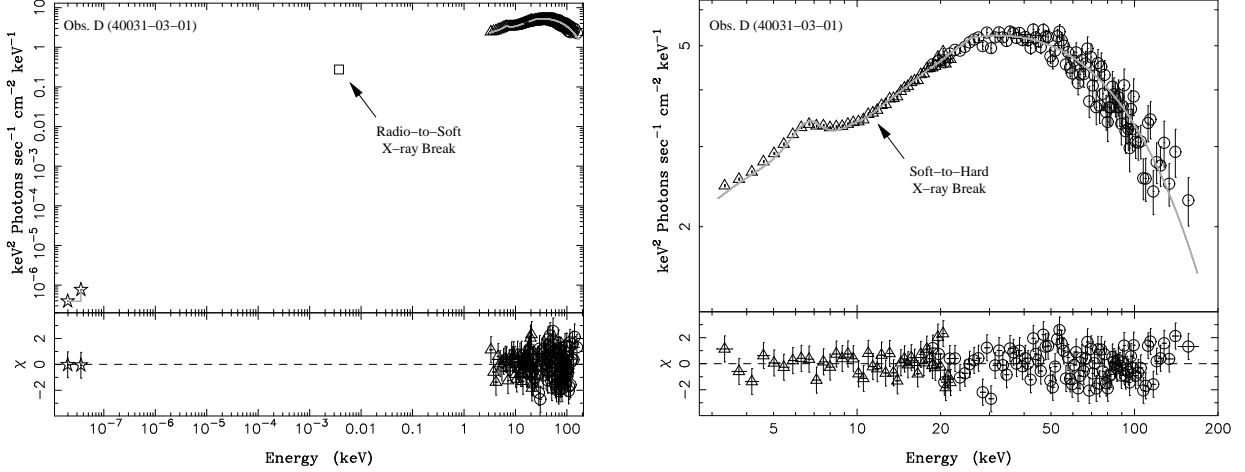 Obs. D (40031−03−01)
keV² Photons sec⁻¹ cm⁻² keV⁻¹
10
1
0.1
0.01
10⁻³
10⁻⁴
10⁻⁵
10⁻⁶
Radio−to−Soft
X−ray Break
χ
2
0
−2
10⁻⁷
10⁻⁶
10⁻⁵
10⁻⁴
10⁻³
0.01
0.1
1
10
100
Energy (keV)
Obs. D (40031−03−01)
keV² Photons sec⁻¹ cm⁻² keV⁻¹
5
2
Soft−to−Hard
X−ray Break
χ
2
0
−2
5
10
20
50
100
200
Energy (keV)